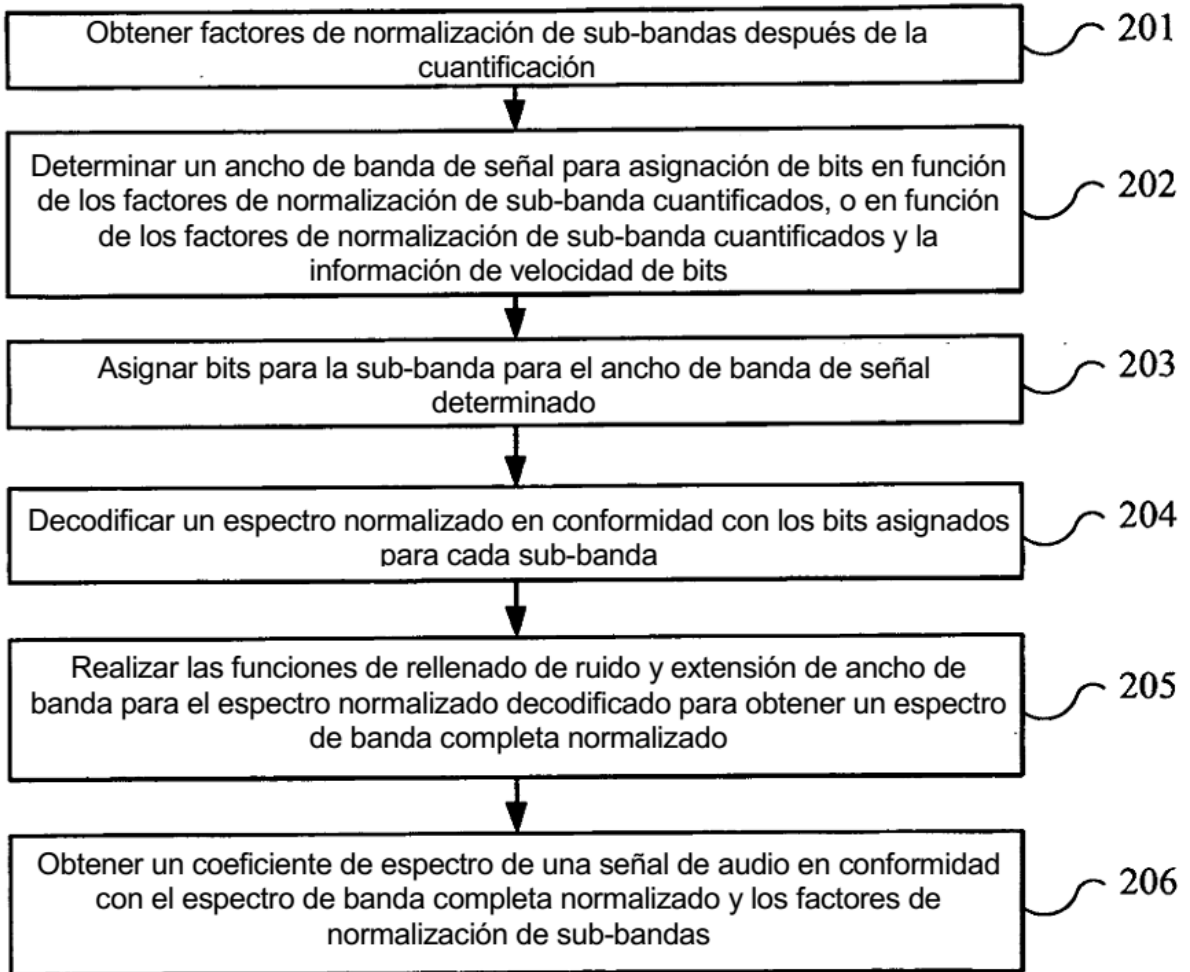 Obtener factores de normalización de sub-bandas después de la
cuantificación
201
Determinar un ancho de banda de señal para asignación de bits en función
de los factores de normalización de sub-banda cuantificados, o en función
de los factores de normalización de sub-banda cuantificados y la
información de velocidad de bits
202
Asignar bits para la sub-banda para el ancho de banda de señal
determinado
203
Decodificar un espectro normalizado en conformidad con los bits asignados
para cada sub-banda
204
Realizar las funciones de rellenado de ruido y extensión de ancho de
banda para el espectro normalizado decodificado para obtener un espectro
de banda completa normalizado
205
Obtener un coeficiente de espectro de una señal de audio en conformidad
con el espectro de banda completa normalizado y los factores de
normalización de sub-bandas
206